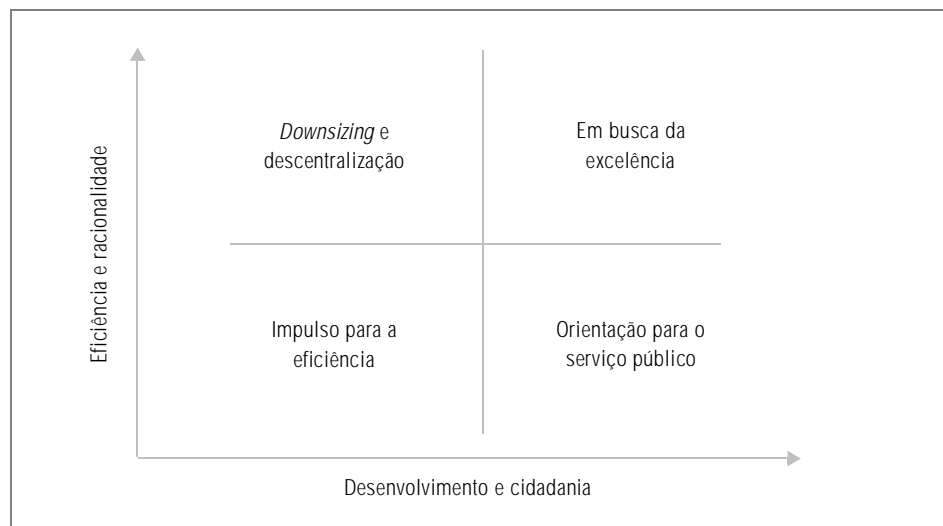 Eficiência e racionalidade
Downsizing e
descentralização
Em busca da
excelência
Impulso para a
eficiência
Orientação para o
serviço público
Desenvolvimento e cidadania